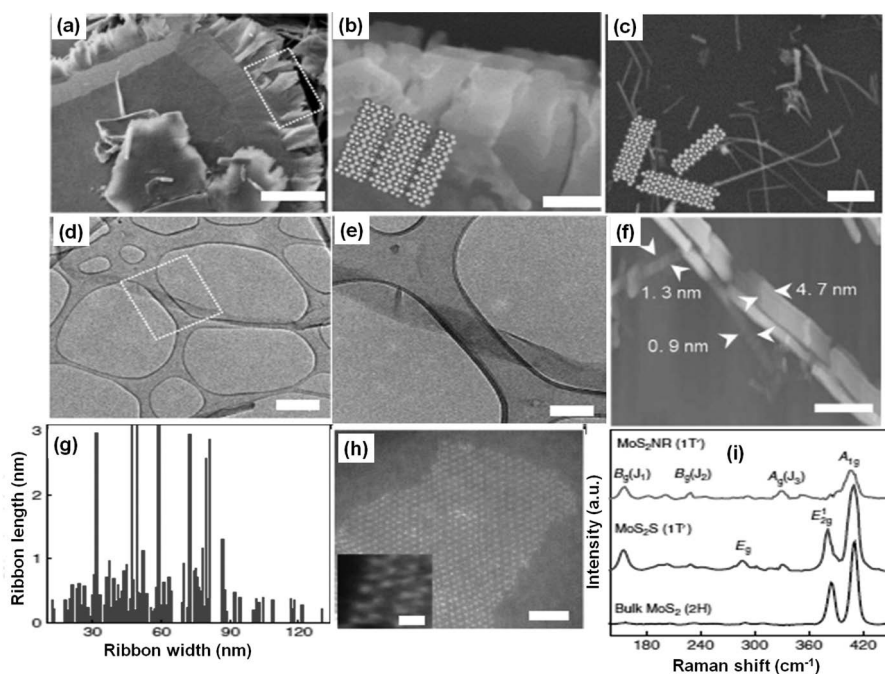 (a)
(b)
(c)
(d)
(e)
(f)
1.3 nm
4.7 nm
0.9 nm
(g)
Ribbon length (nm)
3
2
1
0
30
60
90
120
Ribbon width (nm)
(h)
(i)
Intensity (a.u.)
MoS₂NR (1T')
A₁g
Bg(J₁)
Bg(J₂)
Ag(J₃)
MoS₂S (1T')
Eg
E¹₂g
Bulk MoS₂ (2H)
180
240
300
360
420
Raman shift (cm⁻¹)